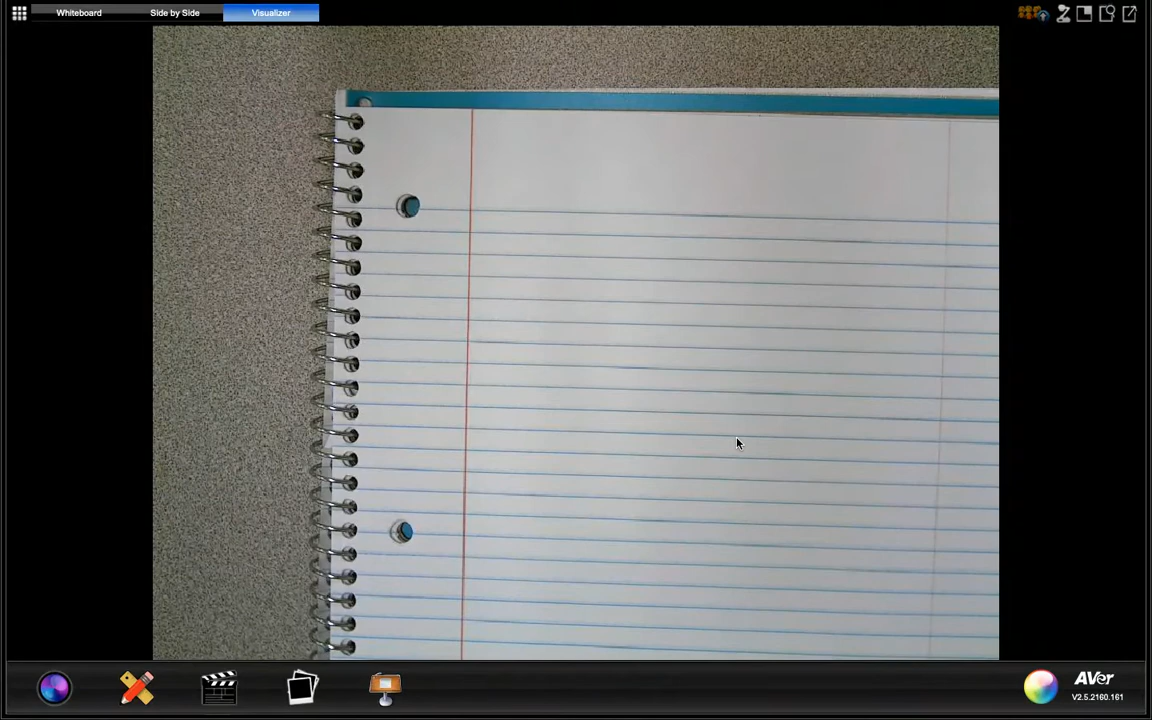 Whiteboard
Side by Side
Visualizer
AVer
V2.5.2160.161